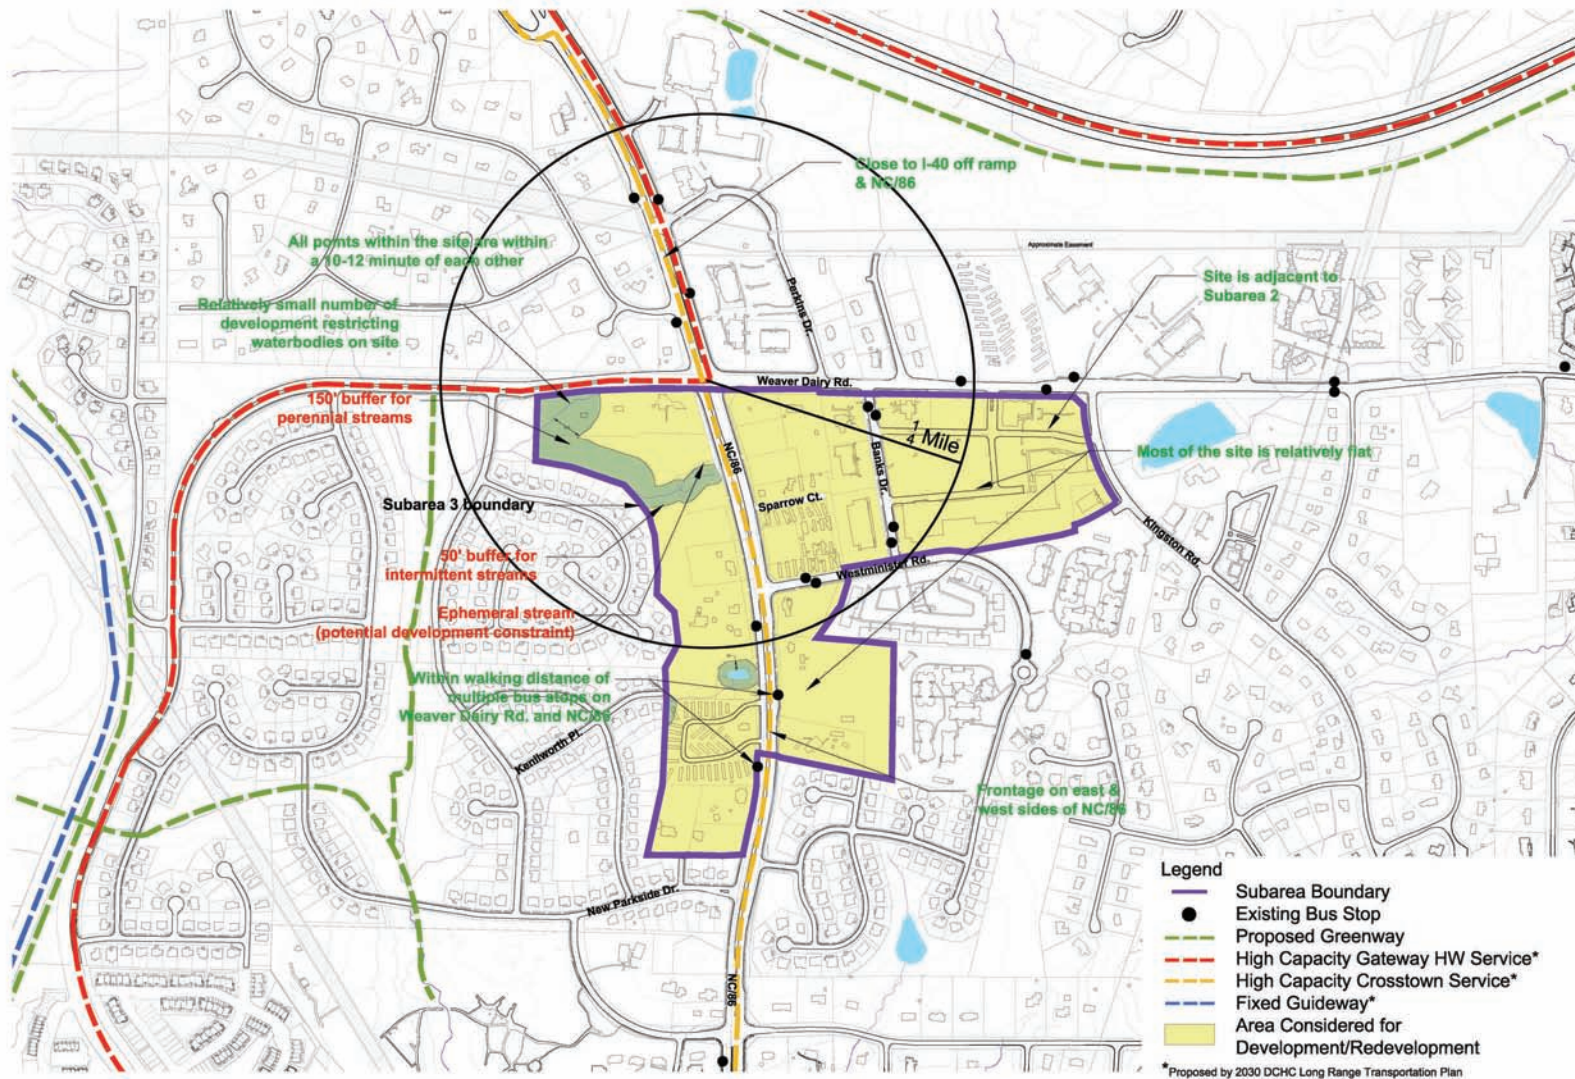 Close to I-40 off ramp
& NC/86
All points within the site are within
a 10-12 minute of each other
Approximate Easement
Site is adjacent to
Subarea 2
Perkins Dr.
Relatively small number of
development restricting
waterbodies on site
Weaver Dairy Rd.
150' buffer for
perennial streams
1/4 Mile
NC/86
Banks Dr.
Most of the site is relatively flat
Subarea 3 boundary
Sparrow Ct.
Kingston Rd.
50' buffer for
intermittent streams
Westminister Rd.
Ephemeral stream
(potential development constraint)
Within walking distance of
multiple bus stops on
Weaver Dairy Rd. and NC/86
Kenilworth Pl.
Frontage on east &
west sides of NC/86
New Parkside Dr.
NC/86
Legend
Subarea Boundary
Existing Bus Stop
Proposed Greenway
High Capacity Gateway HW Service*
High Capacity Crosstown Service*
Fixed Guideway*
Area Considered for
Development/Redevelopment
*Proposed by 2030 DCHC Long Range Transportation Plan